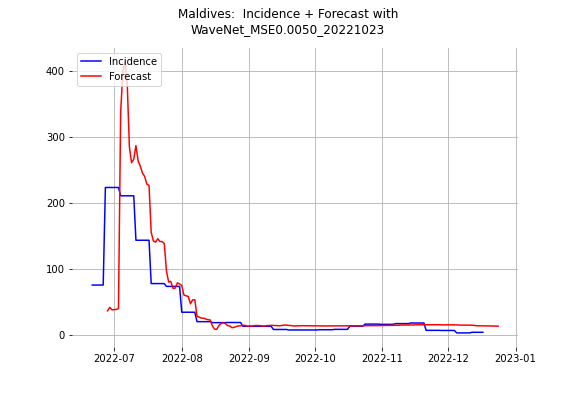 Maldives:  Incidence + Forecast with
WaveNet_MSE0.0050_20221023
Incidence
Forecast
400
300
200
100
0
2022-07 2022-08 2022-09 2022-10 2022-11 2022-12 2023-01